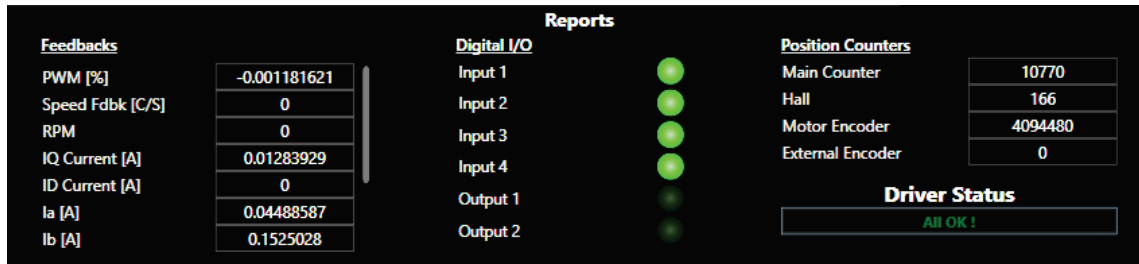 Reports
Feedbacks
PWM [%] -0.001181621
Speed Fdbk [C/S] 0
RPM 0
IQ Current [A] 0.01283929
ID Current [A] 0
Ia [A] 0.04488587
Ib [A] 0.1525028
Digital I/O
Input 1
Input 2
Input 3
Input 4
Output 1
Output 2
Position Counters
Main Counter 10770
Hall 166
Motor Encoder 4094480
External Encoder 0
Driver Status
All OK !